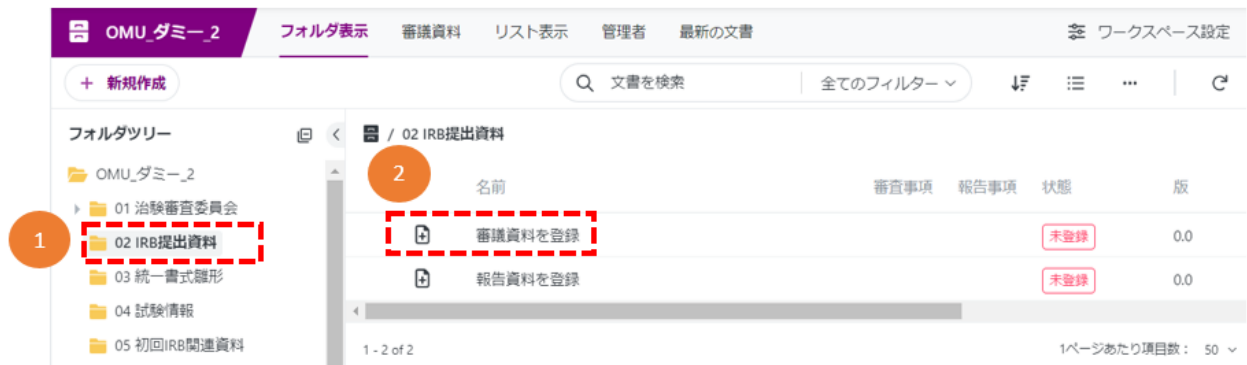 OMU_ダミー_2 フォルダ表示 審議資料 リスト表示 管理者 最新の文書 ワークスペース設定
+ 新規作成 文書を検索 全てのフィルター
フォルダツリー / 02 IRB提出資料
OMU_ダミー_2
2
名前 審査事項 報告事項 状態 版
01 治験審査委員会
1
02 IRB提出資料
審議資料を登録 未登録 0.0
03 統一書式雛形
報告資料を登録 未登録 0.0
04 試験情報
05 初回IRB関連資料
1 - 2 of 2 1ページあたり項目数： 50